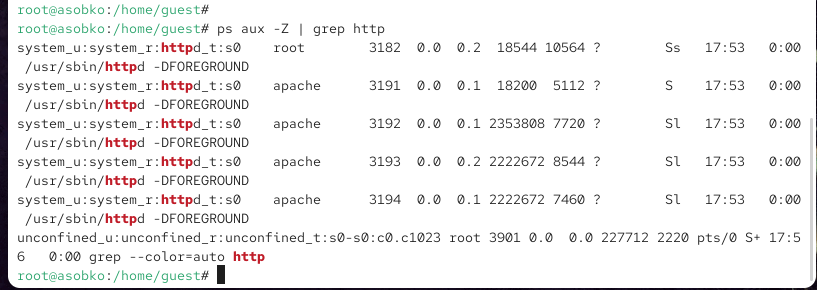 root@asobko:/home/guest#
root@asobko:/home/guest# ps aux -Z | grep http
system_u:system_r:httpd_t:s0    root        3182  0.0  0.2  18544 10564 ?        Ss   17:53   0:00
 /usr/sbin/httpd -DFOREGROUND
system_u:system_r:httpd_t:s0    apache      3191  0.0  0.1  18200  5112 ?        S    17:53   0:00
 /usr/sbin/httpd -DFOREGROUND
system_u:system_r:httpd_t:s0    apache      3192  0.0  0.1 2353808 7720 ?        Sl   17:53   0:00
 /usr/sbin/httpd -DFOREGROUND
system_u:system_r:httpd_t:s0    apache      3193  0.0  0.2 2222672 8544 ?        Sl   17:53   0:00
 /usr/sbin/httpd -DFOREGROUND
system_u:system_r:httpd_t:s0    apache      3194  0.0  0.1 2222672 7460 ?        Sl   17:53   0:00
 /usr/sbin/httpd -DFOREGROUND
unconfined_u:unconfined_r:unconfined_t:s0-s0:c0.c1023 root 3901 0.0  0.0 227712 2220 pts/0 S+ 17:5
6   0:00 grep --color=auto http
root@asobko:/home/guest#